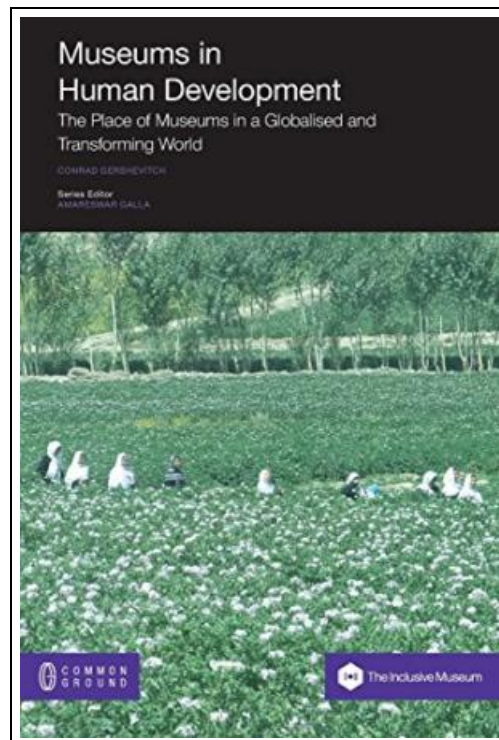 Museums in
Human Development
The Place of Museums in a Globalised and
Transforming World
CONRAD GERSHEVITCH
Series Editor
AMARESWAR GALLA
COMMON
GROUND
The Inclusive Museum